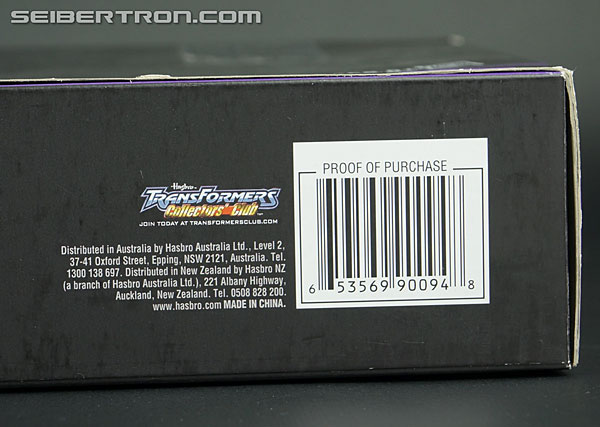 SEIBERTRON.COM
PROOF OF PURCHASE
Hasbro
TRANSFORMERS
Collectors' Club
JOIN TODAY AT TRANSFORMERSCLUB.COM
Distributed in Australia by Hasbro Australia Ltd., Level 2,
37-41 Oxford Street, Epping, NSW 2121, Australia. Tel.
1300 138 697. Distributed in New Zealand by Hasbro NZ
(a branch of Hasbro Australia Ltd.), 221 Albany Highway,
Auckland, New Zealand. Tel. 0508 828 200.
www.hasbro.com MADE IN CHINA.
6 53569 90094 8